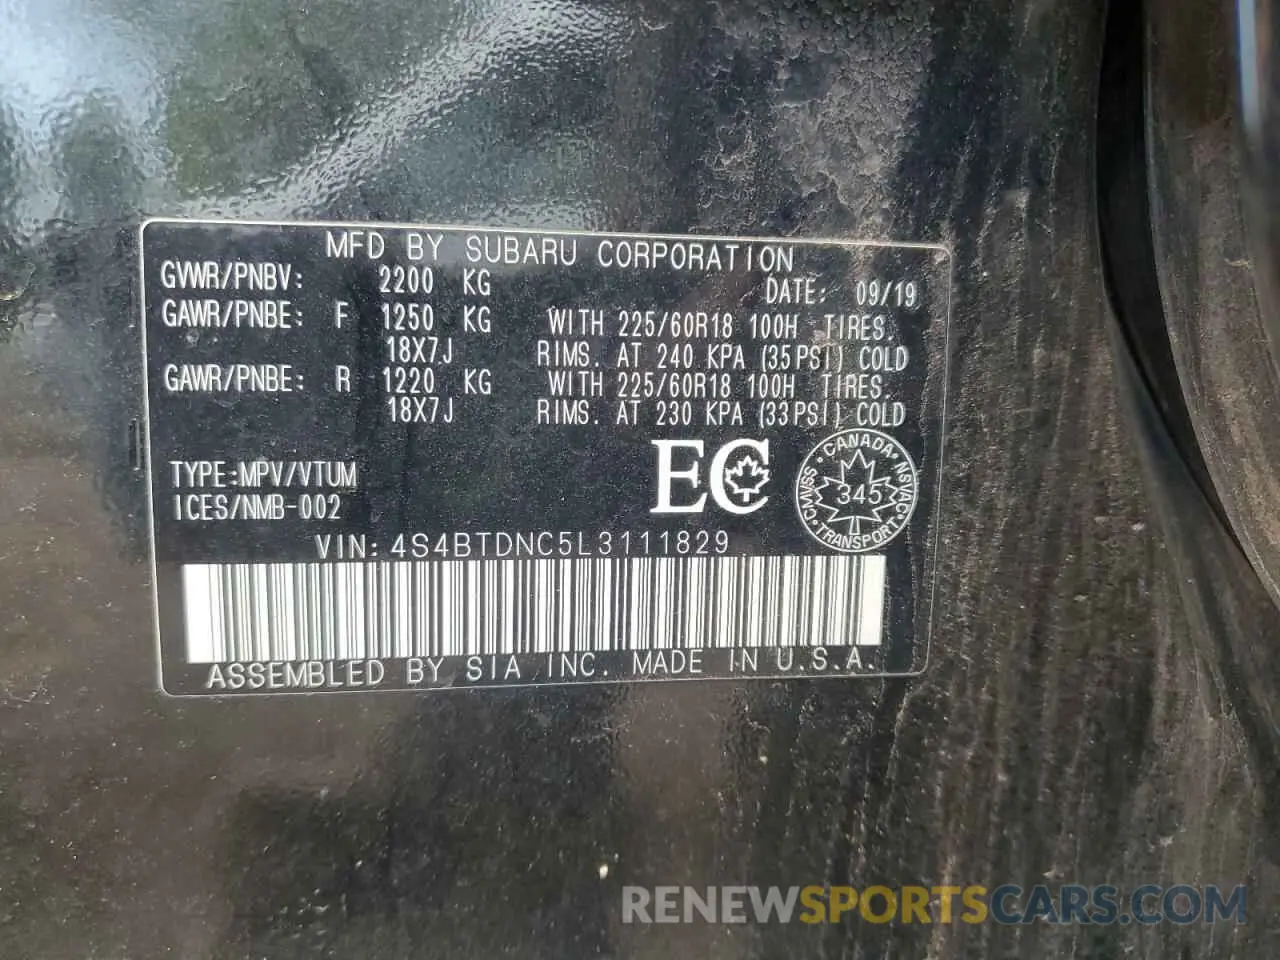 MFD BY SUBARU CORPORATION
GVWR/PNBV: 2200 KG DATE: 09/19
GAWR/PNBE: F 1250 KG WITH 225/60R18 100H TIRES.
18X7J RIMS. AT 240 KPA (35PSI) COLD
GAWR/PNBE: R 1220 KG WITH 225/60R18 100H TIRES.
18X7J RIMS. AT 230 KPA (33PSI) COLD
TYPE:MPV/VTUM
ICES/NMB-002
EC
CANADA
CMVSS 345 NSVAC
TRANSPORT
VIN: 4S4BTDNC5L3111829
ASSEMBLED BY SIA INC. MADE IN U.S.A.
RENEWSPORTSCARS.COM